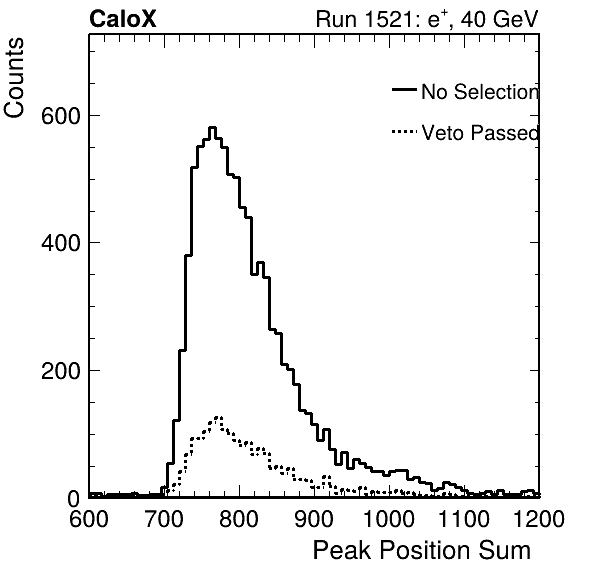 CaloX
Run 1521: e⁺, 40 GeV
Counts
No Selection
Veto Passed
600
400
200
0
600 700 800 900 1000 1100 1200
Peak Position Sum